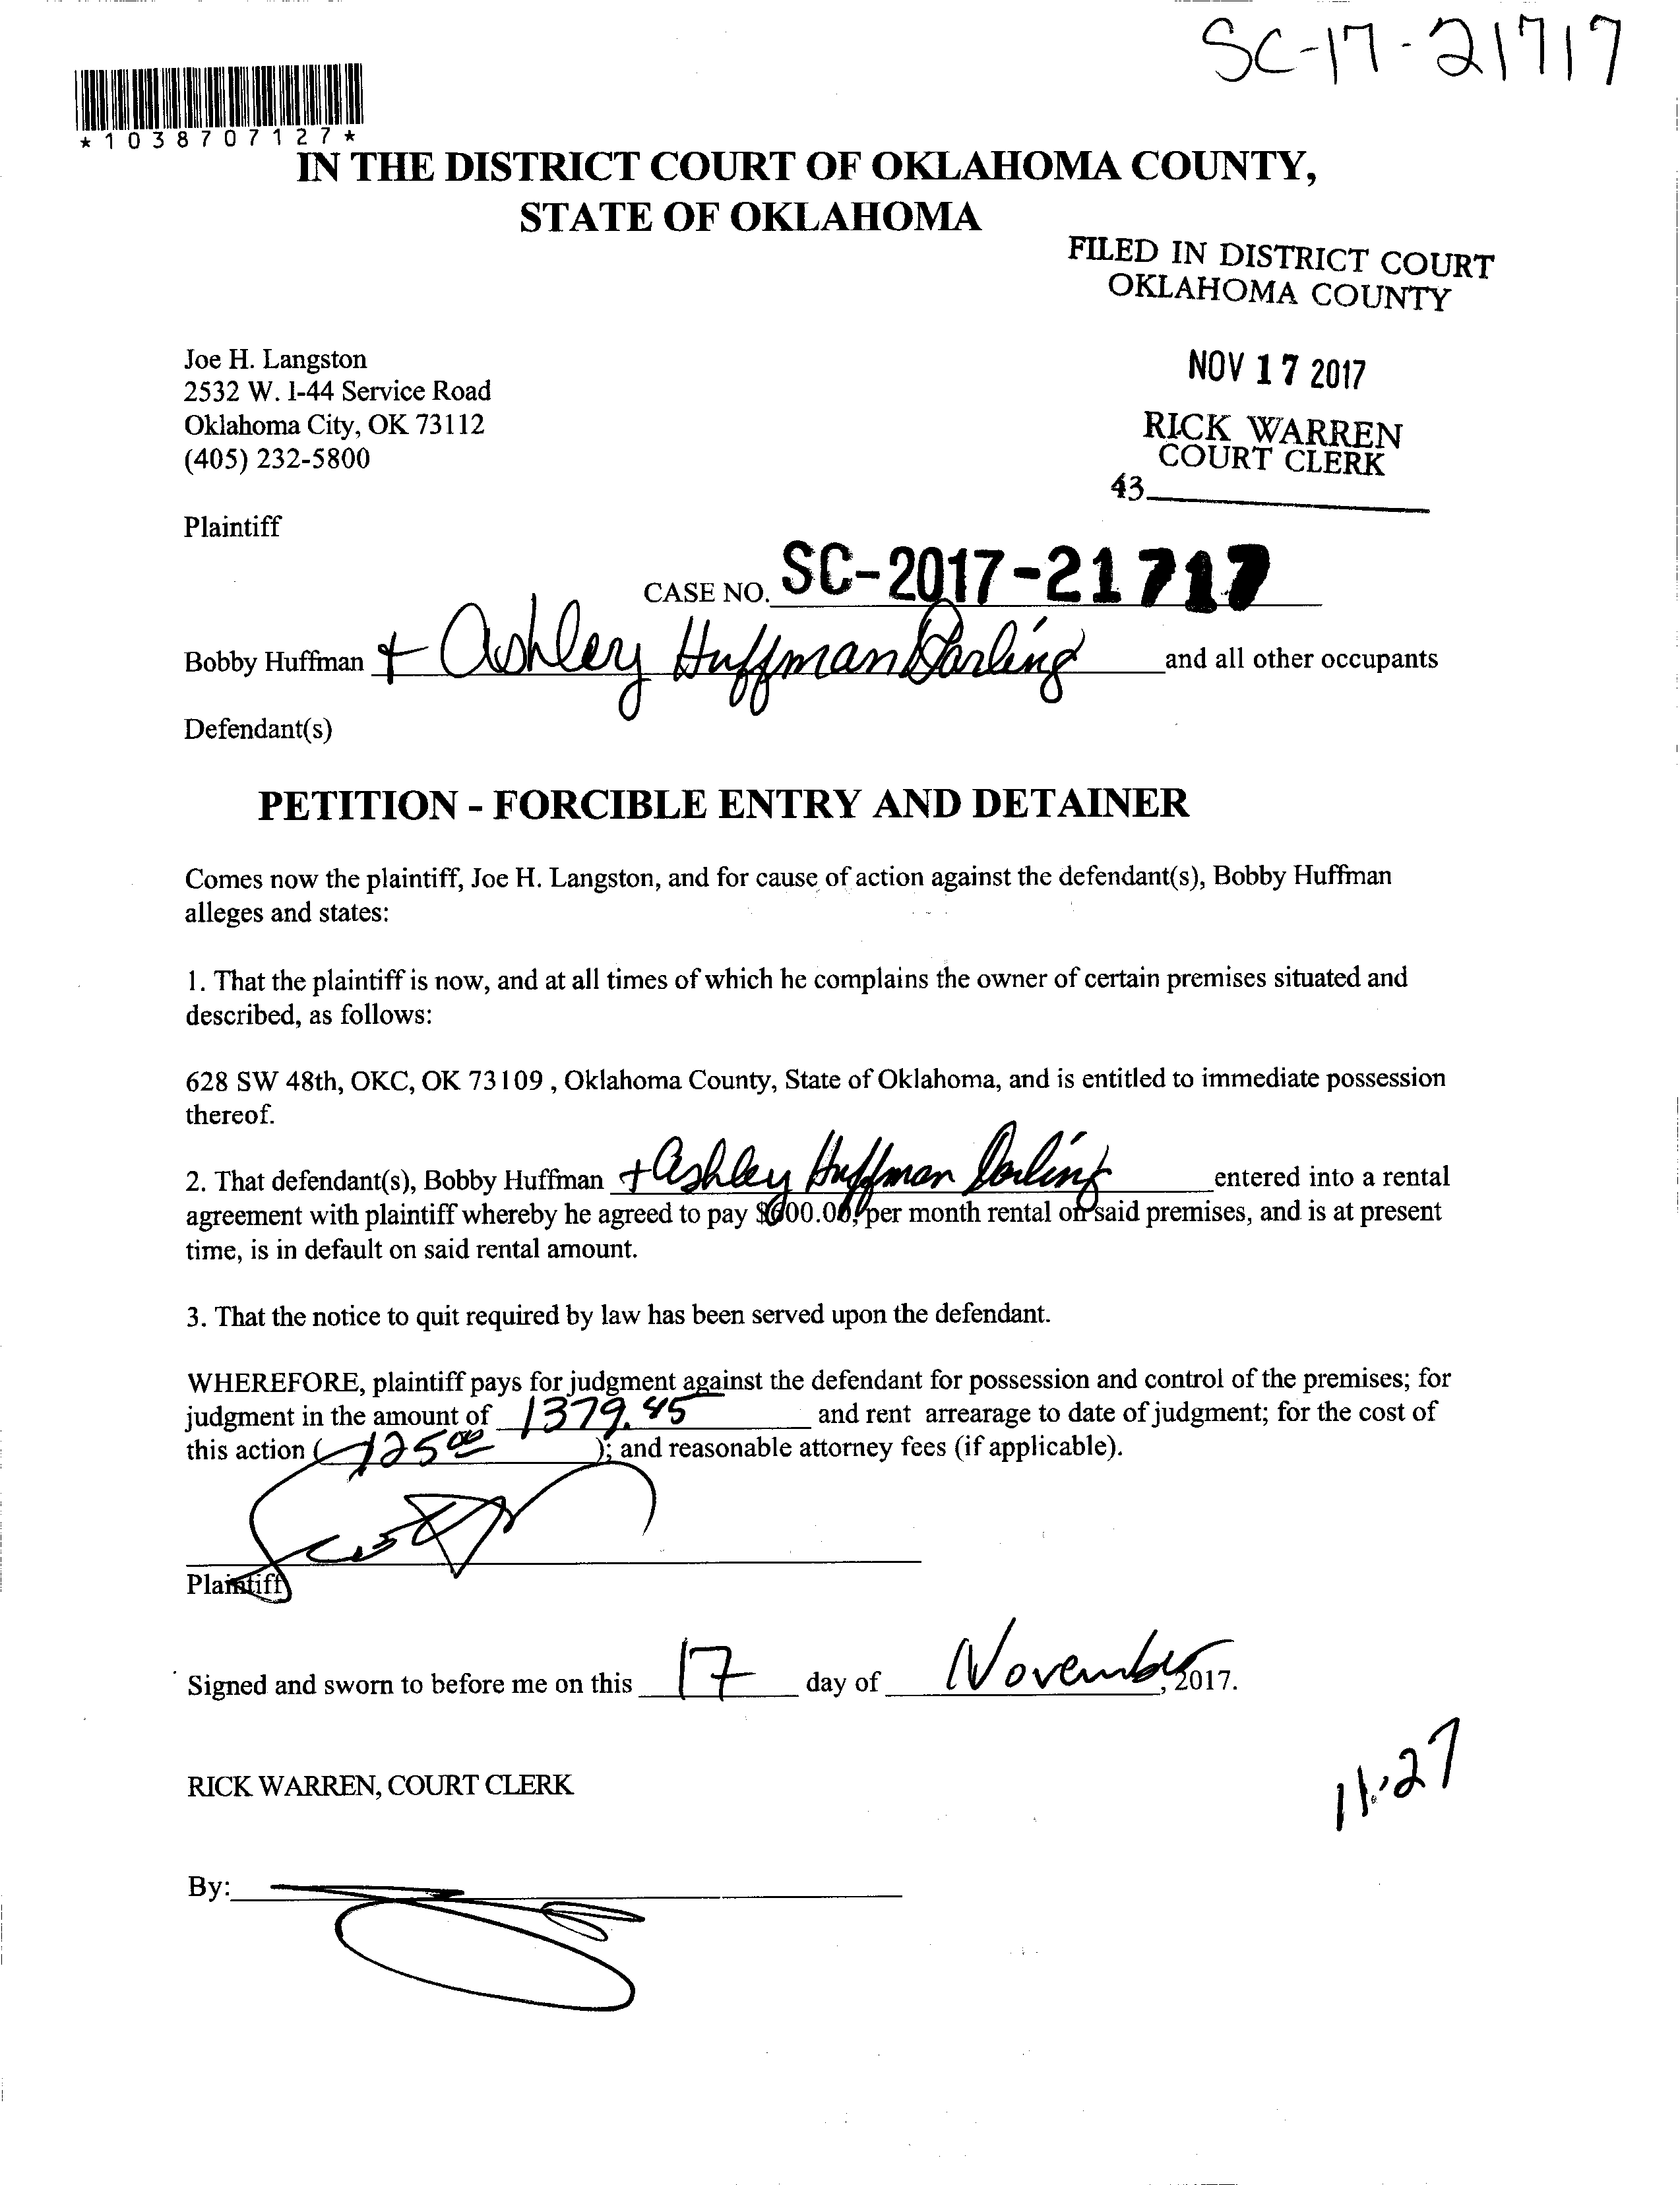 SC-17-21717
*1038707127*
IN THE DISTRICT COURT OF OKLAHOMA COUNTY,
STATE OF OKLAHOMA
FILED IN DISTRICT COURT
OKLAHOMA COUNTY
Joe H. Langston
2532 W. I-44 Service Road
Oklahoma City, OK 73112
(405) 232-5800
NOV 17 2017
RICK WARREN
COURT CLERK
43
Plaintiff
CASE NO. SC-2017-21717
Bobby Huffman + Ashley Huffman Darling and all other occupants
Defendant(s)
PETITION - FORCIBLE ENTRY AND DETAINER
Comes now the plaintiff, Joe H. Langston, and for cause of action against the defendant(s), Bobby Huffman
alleges and states:
1. That the plaintiff is now, and at all times of which he complains the owner of certain premises situated and
described, as follows:
628 SW 48th, OKC, OK 73109 , Oklahoma County, State of Oklahoma, and is entitled to immediate possession
thereof.
2. That defendant(s), Bobby Huffman + Ashley Huffman Darling entered into a rental
agreement with plaintiff whereby he agreed to pay $600.00, per month rental on said premises, and is at present
time, is in default on said rental amount.
3. That the notice to quit required by law has been served upon the defendant.
WHEREFORE, plaintiff pays for judgment against the defendant for possession and control of the premises; for
judgment in the amount of 1379.45 and rent arrearage to date of judgment; for the cost of
this action (125.00); and reasonable attorney fees (if applicable).
Plaintiff
Signed and sworn to before me on this 17 day of November, 2017.
RICK WARREN, COURT CLERK
11:27
By: